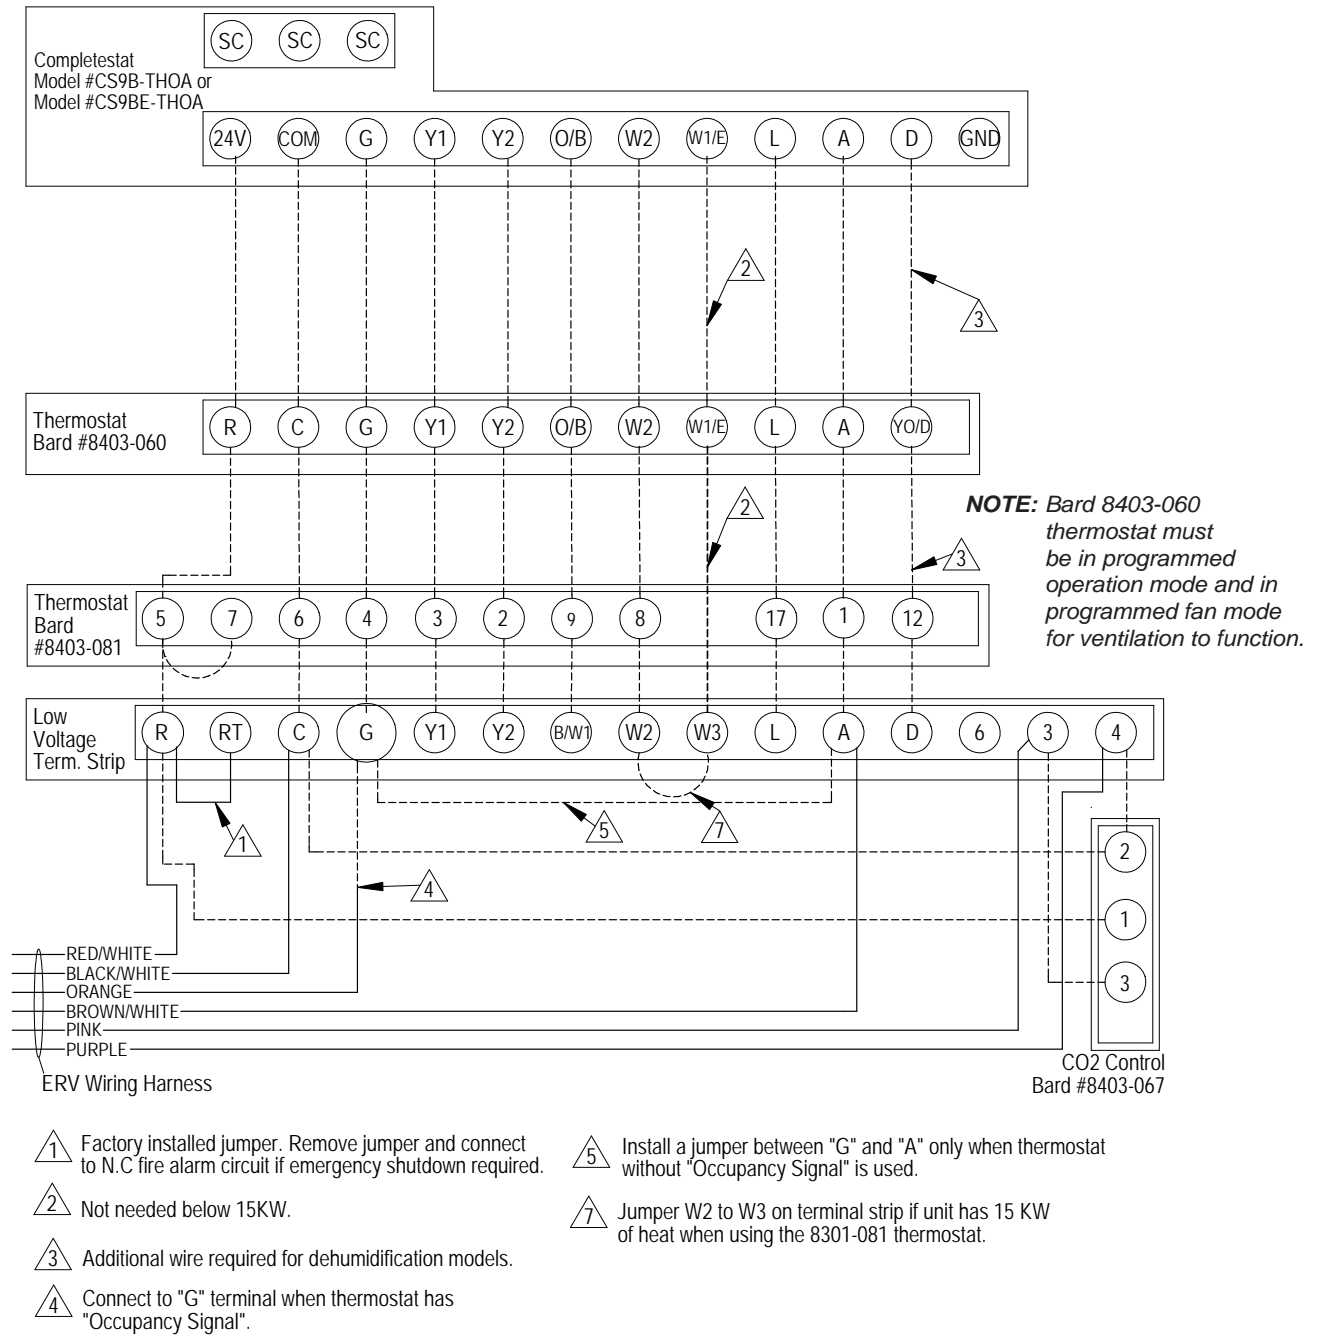 SC SC SC
Completestat
Model #CS9B-THOA or
Model #CS9BE-THOA
24V COM G Y1 Y2 O/B W2 W1/E L A D GND
2
3
Thermostat
Bard #8403-060
R C G Y1 Y2 O/B W2 W1/E L A YO/D
2
3
NOTE: Bard 8403-060
thermostat must
be in programmed
operation mode and in
programmed fan mode
for ventilation to function.
Thermostat
Bard
#8403-081
5 7 6 4 3 2 9 8 17 1 12
Low
Voltage
Term. Strip
R RT C G Y1 Y2 B/W1 W2 W3 L A D 6 3 4
1
5
7
4
2
1
3
CO2 Control
Bard #8403-067
RED/WHITE
BLACK/WHITE
ORANGE
BROWN/WHITE
PINK
PURPLE
ERV Wiring Harness
1 Factory installed jumper. Remove jumper and connect
to N.C fire alarm circuit if emergency shutdown required.
2 Not needed below 15KW.
3 Additional wire required for dehumidification models.
4 Connect to "G" terminal when thermostat has
"Occupancy Signal".
5 Install a jumper between "G" and "A" only when thermostat
without "Occupancy Signal" is used.
7 Jumper W2 to W3 on terminal strip if unit has 15 KW
of heat when using the 8301-081 thermostat.